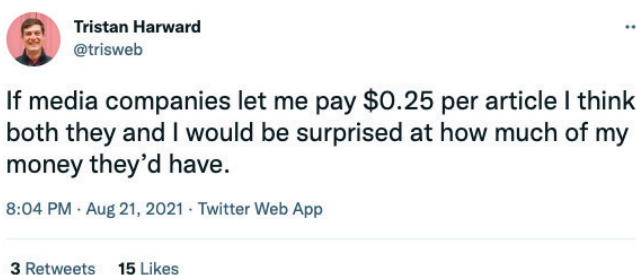 Tristan Harward
@trisweb
If media companies let me pay $0.25 per article I think
both they and I would be surprised at how much of my
money they’d have.
8:04 PM · Aug 21, 2021 · Twitter Web App
3 Retweets 15 Likes